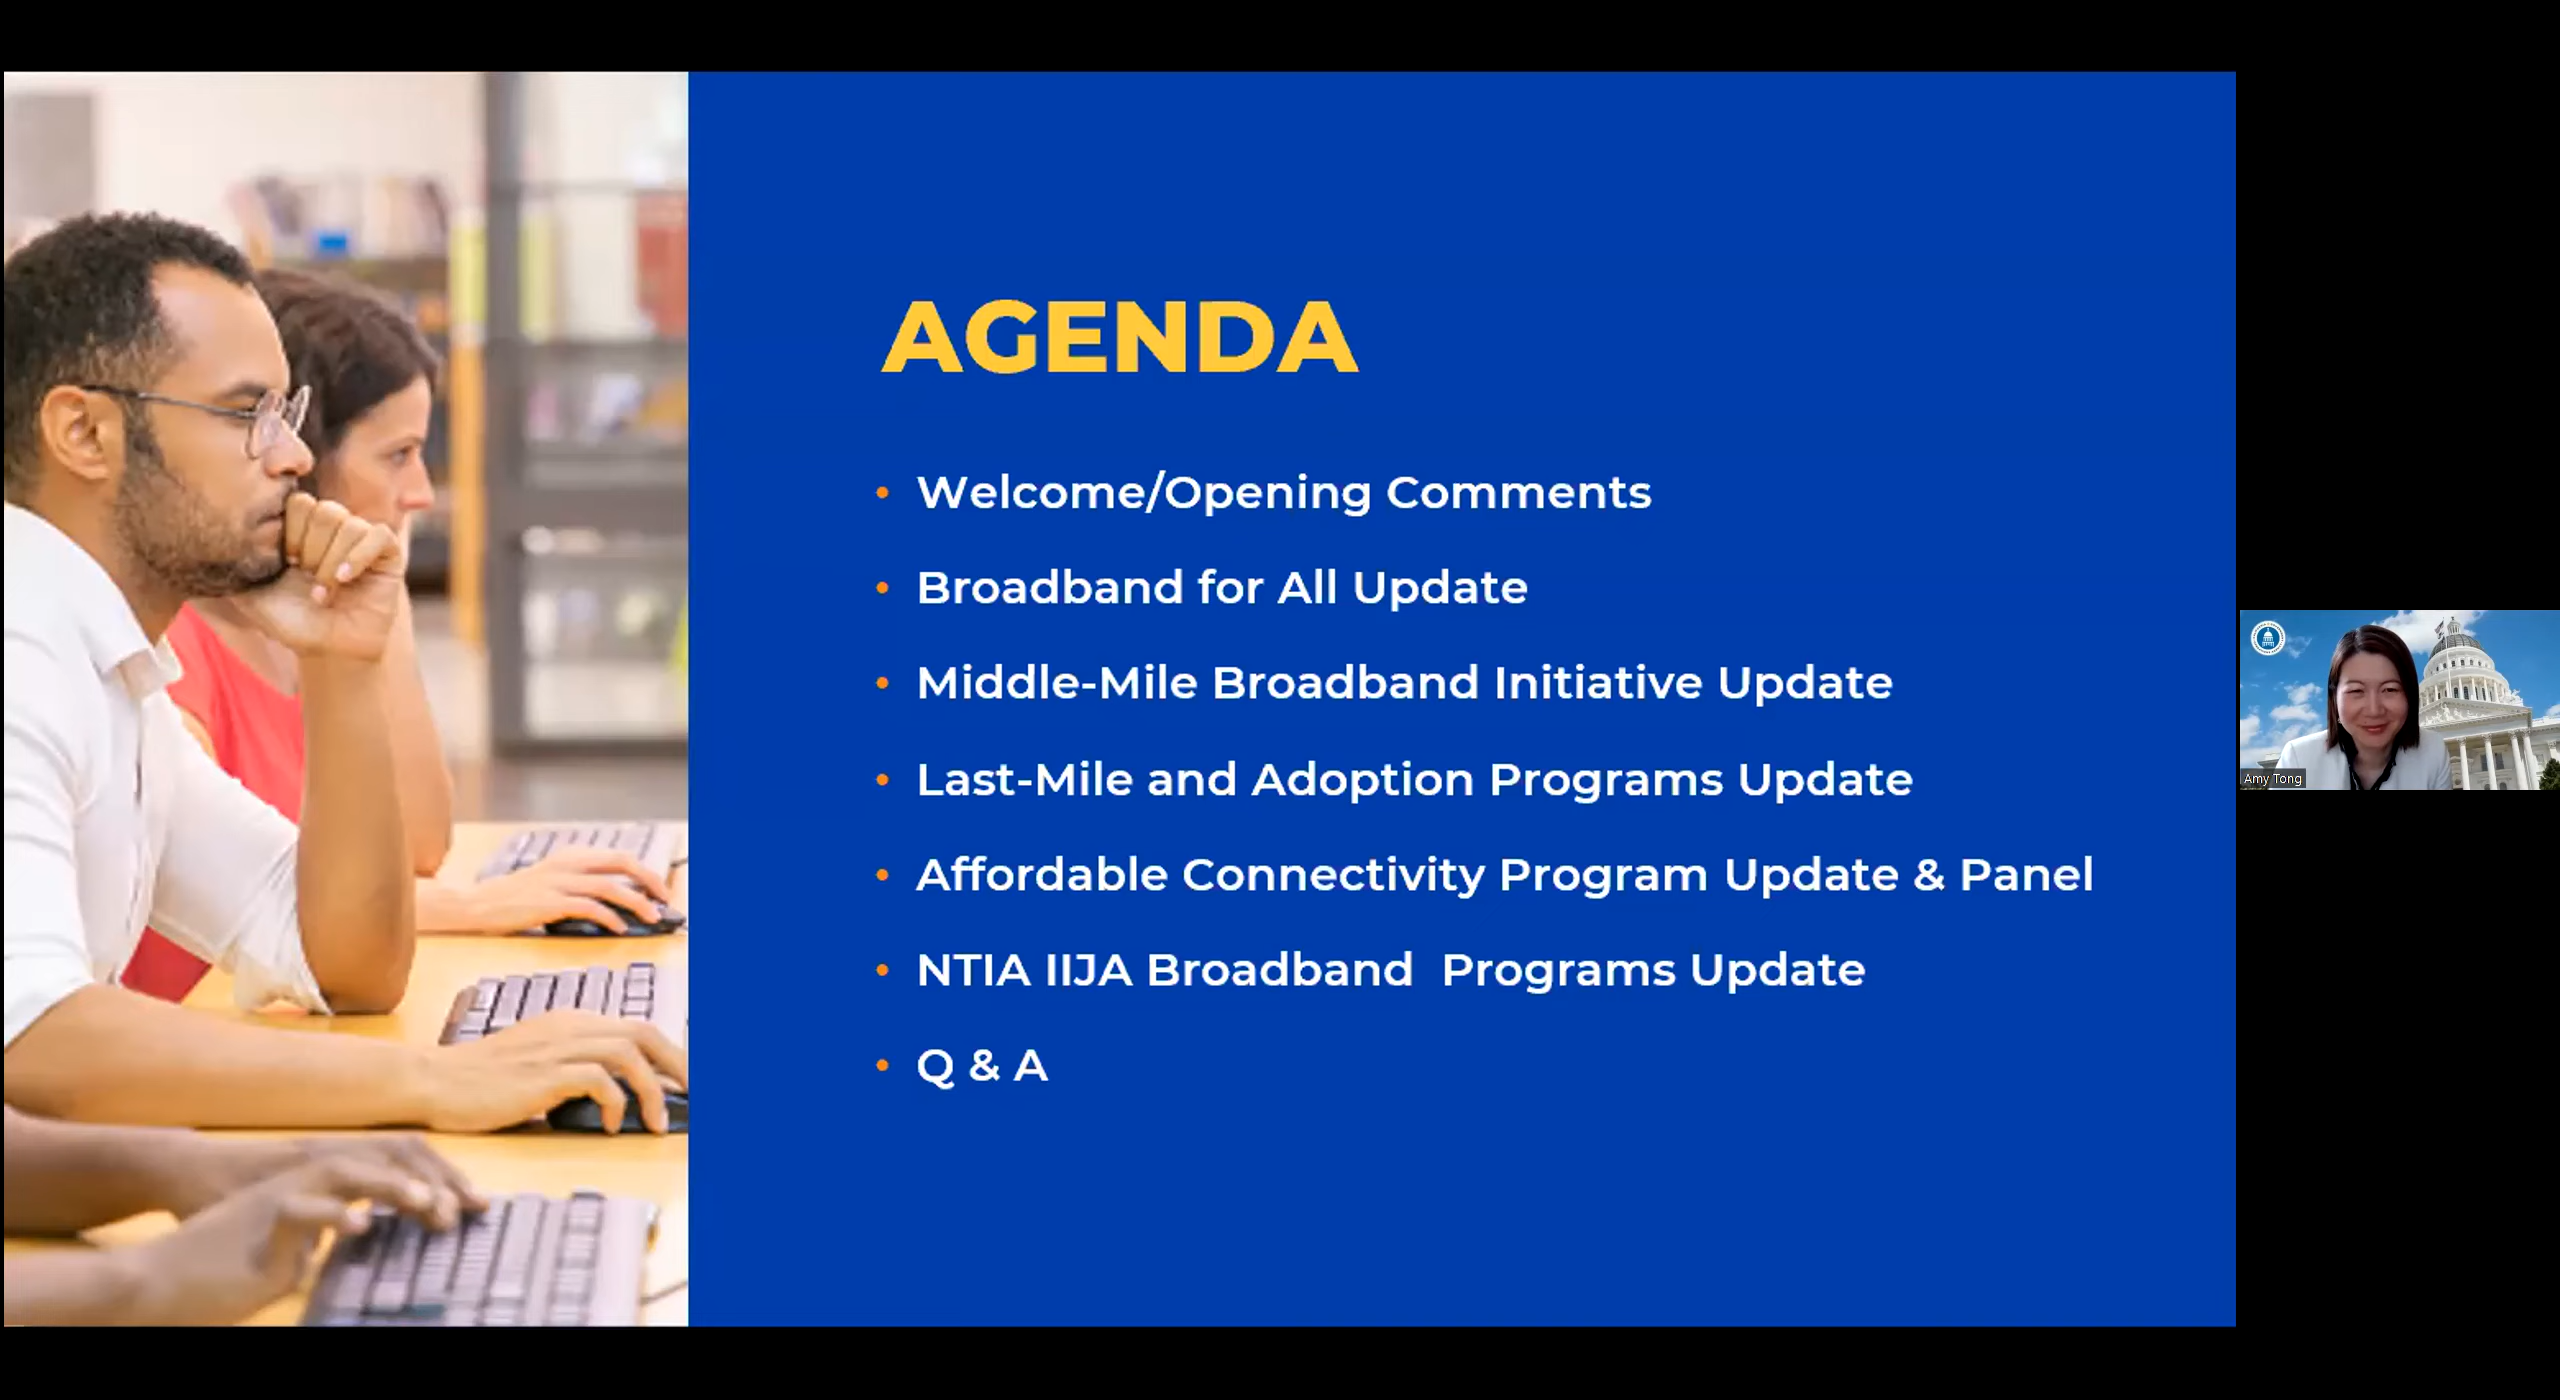 AGENDA
• Welcome/Opening Comments
• Broadband for All Update
• Middle-Mile Broadband Initiative Update
• Last-Mile and Adoption Programs Update
• Affordable Connectivity Program Update & Panel
• NTIA IIJA Broadband  Programs Update
• Q & A
Amy Tong